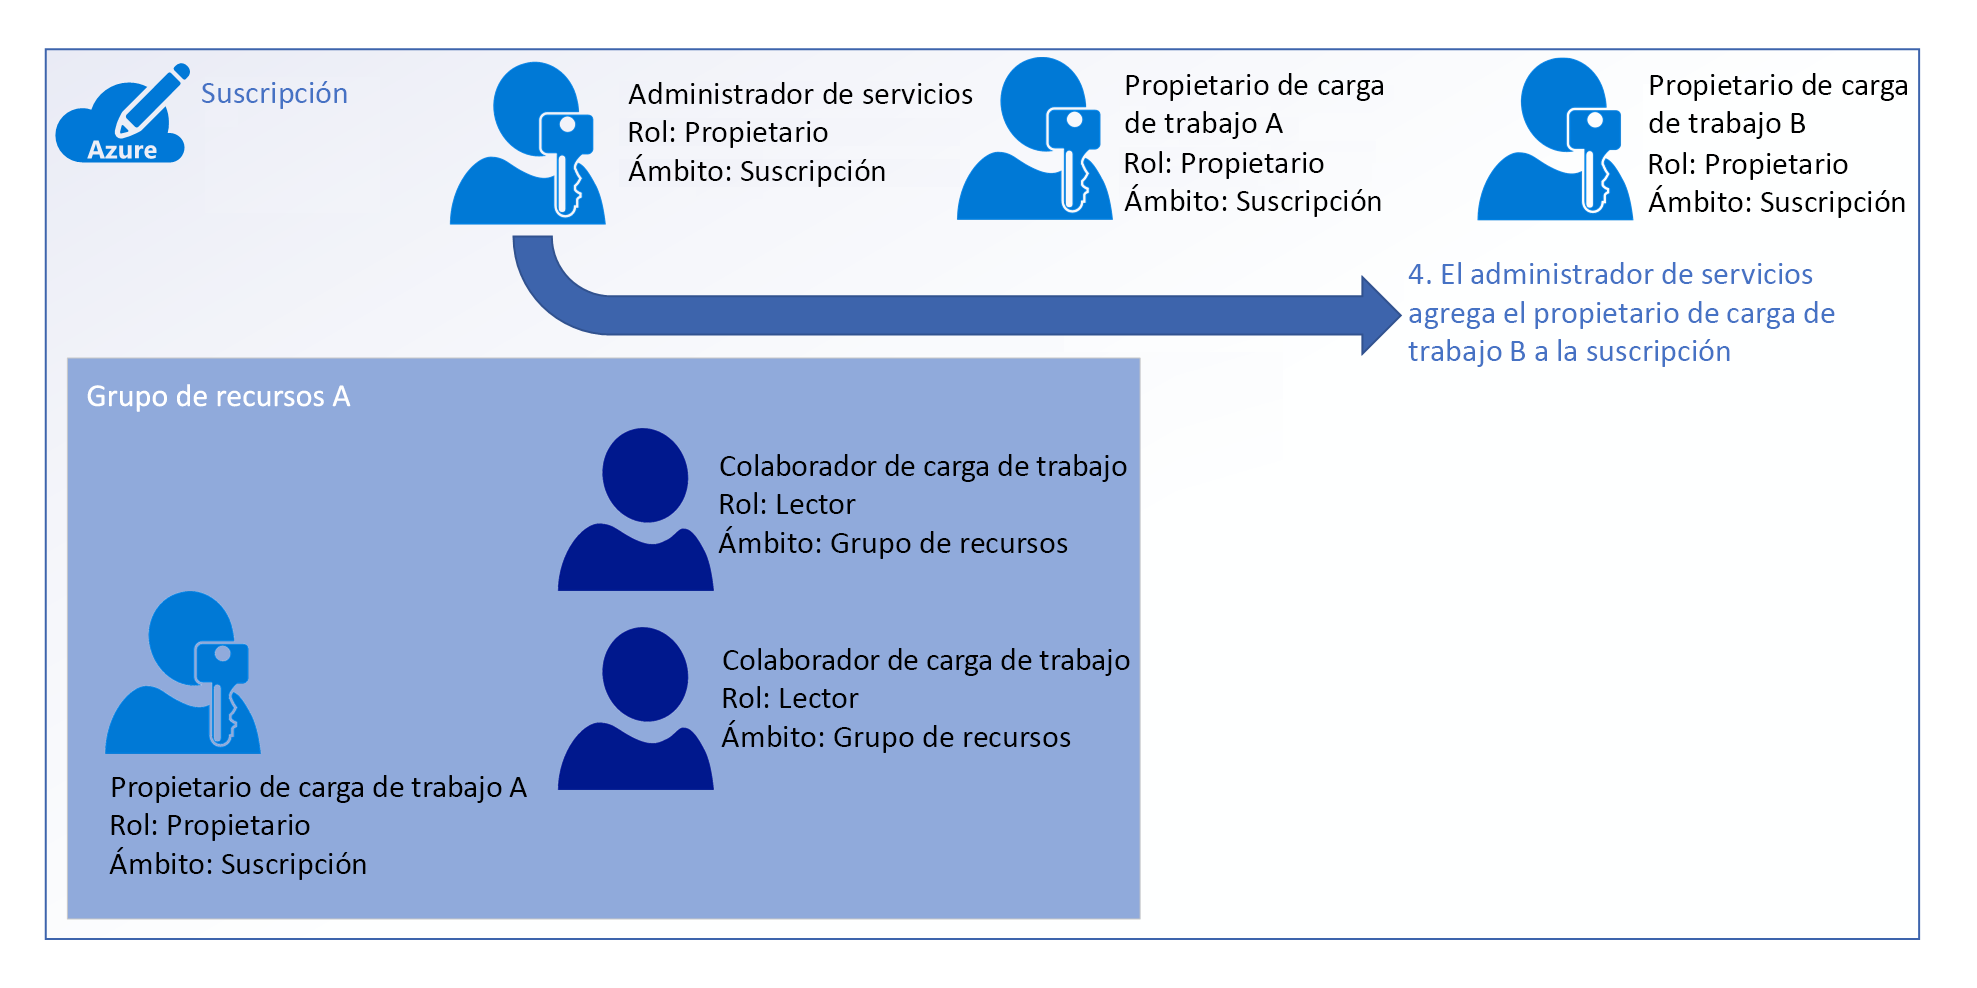 Azure
Suscripción
Administrador de servicios
Rol: Propietario
Ámbito: Suscripción
Propietario de carga
de trabajo A
Rol: Propietario
Ámbito: Suscripción
Propietario de carga
de trabajo B
Rol: Propietario
Ámbito: Suscripción
4. El administrador de servicios
agrega el propietario de carga de
trabajo B a la suscripción
Grupo de recursos A
Colaborador de carga de trabajo
Rol: Lector
Ámbito: Grupo de recursos
Colaborador de carga de trabajo
Rol: Lector
Ámbito: Grupo de recursos
Propietario de carga de trabajo A
Rol: Propietario
Ámbito: Suscripción